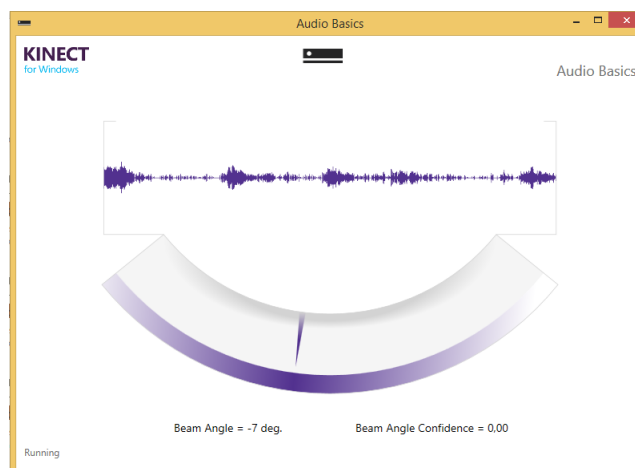 Audio Basics
KINECT
for Windows
Audio Basics
Beam Angle = -7 deg.
Beam Angle Confidence = 0,00
Running